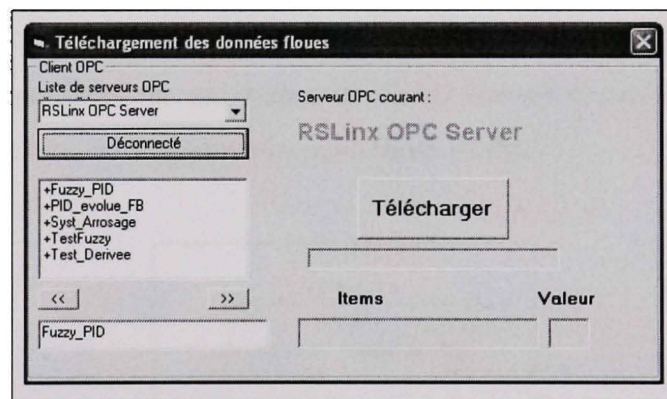 Téléchargement des données floues
Client OPC
Liste de serveurs OPC
RSLinx OPC Server
Déconnecté
+Fuzzy_PID
+PID_evolue_FB
+Syst_Arrosage
+TestFuzzy
+Test_Derivee
<< >>
Fuzzy_PID
Serveur OPC courant :
RSLinx OPC Server
Télécharger
Items Valeur